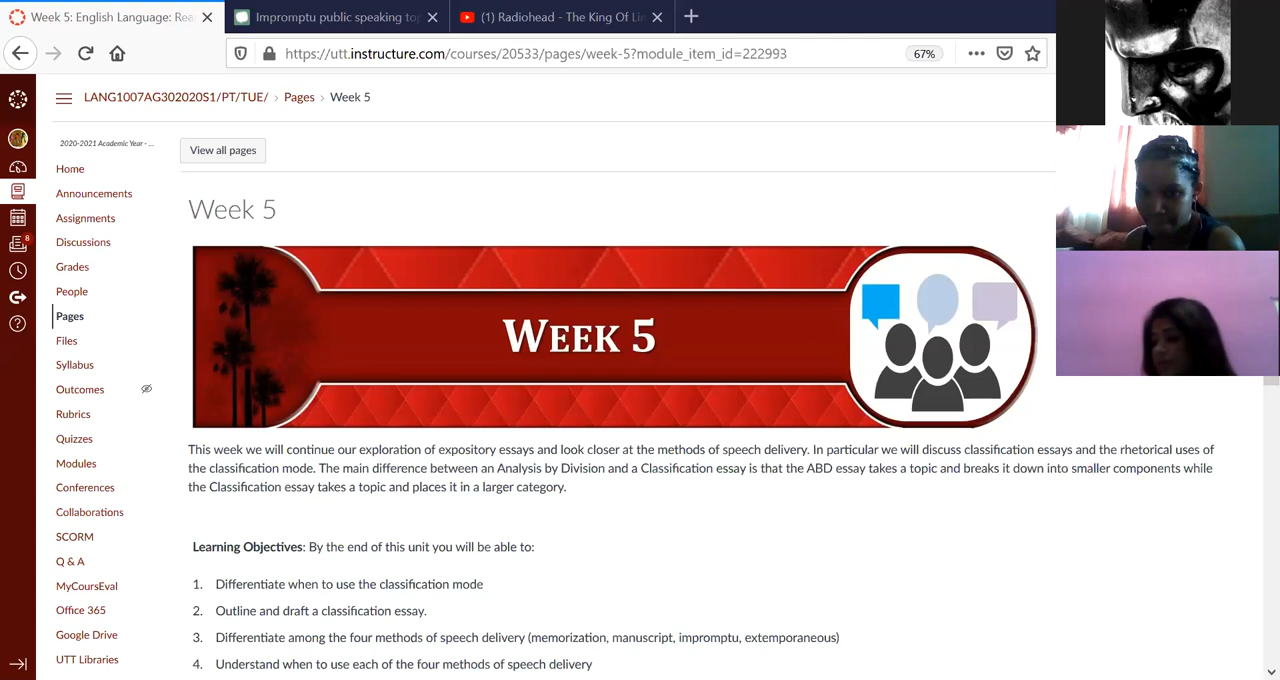 Week 5: English Language: Rea
Impromptu public speaking to
(1) Radiohead - The King Of Li
https://utt.instructure.com/courses/20533/pages/week-5?module_item_id=222993
67%
LANG1007AG302020S1/PT/TUE/ > Pages > Week 5
2020-2021 Academic Year - ...
View all pages
Home
Announcements
Assignments
Discussions
8
Grades
People
Pages
Files
Syllabus
Outcomes
Rubrics
Quizzes
Modules
Conferences
Collaborations
SCORM
Q & A
MyCoursEval
Office 365
Google Drive
UTT Libraries
Week 5
WEEK 5
This week we will continue our exploration of expository essays and look closer at the methods of speech delivery. In particular we will discuss classification essays and the rhetorical uses of
the classification mode. The main difference between an Analysis by Division and a Classification essay is that the ABD essay takes a topic and breaks it down into smaller components while
the Classification essay takes a topic and places it in a larger category.
Learning Objectives: By the end of this unit you will be able to:
1. Differentiate when to use the classification mode
2. Outline and draft a classification essay.
3. Differentiate among the four methods of speech delivery (memorization, manuscript, impromptu, extemporaneous)
4. Understand when to use each of the four methods of speech delivery